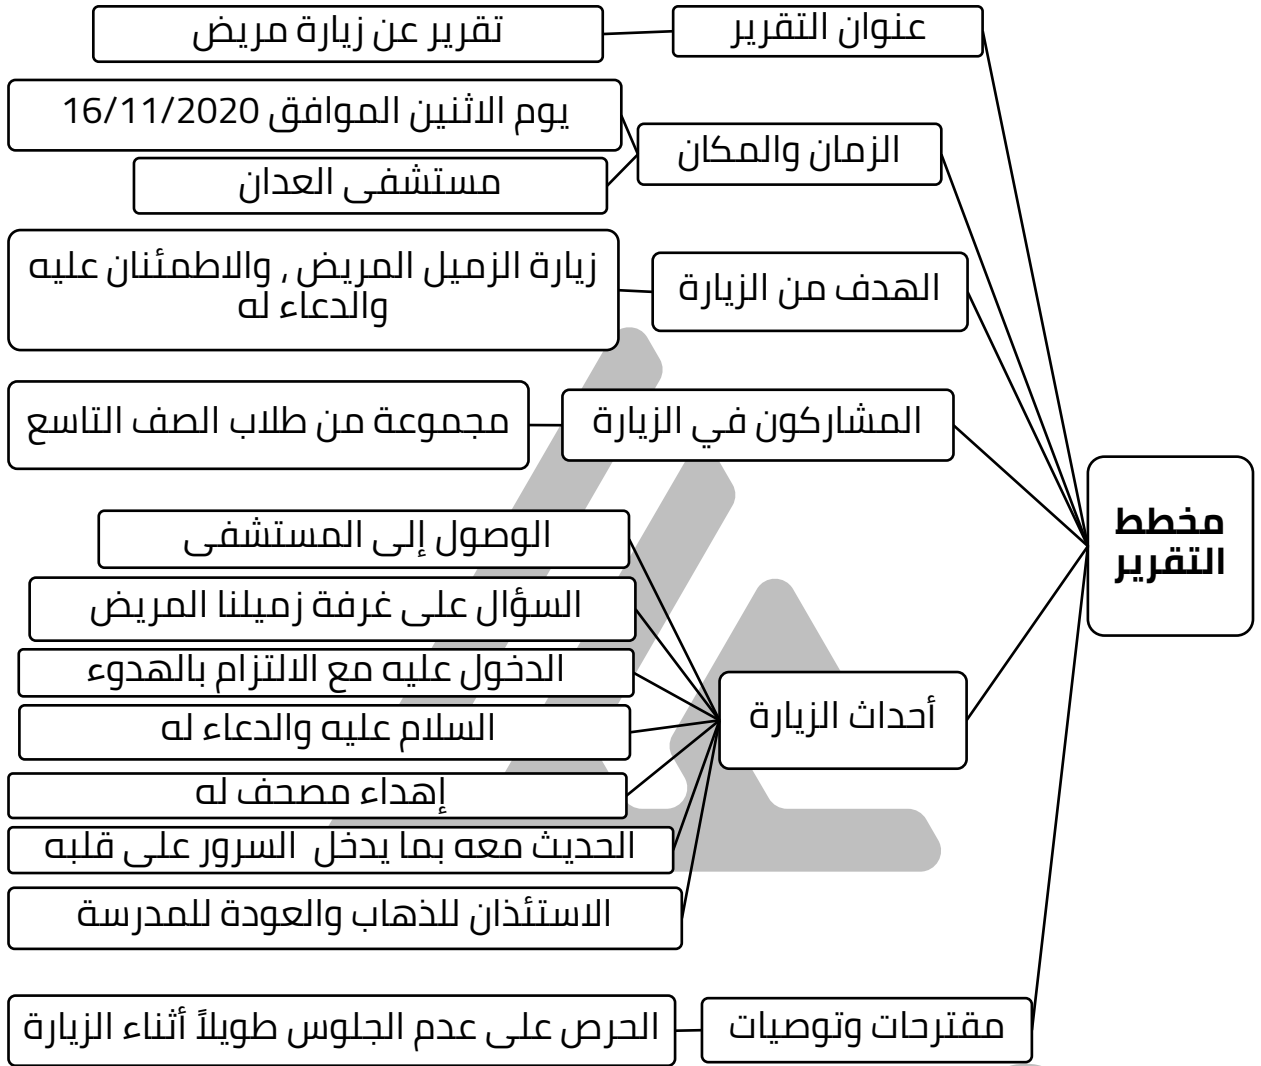 مخطط
التقرير
عنوان التقرير
تقرير عن زيارة مريض
الزمان والمكان
يوم الاثنين الموافق 16/11/2020
مستشفى العدان
الهدف من الزيارة
زيارة الزميل المريض ، والاطمئنان عليه
والدعاء له
المشاركون في الزيارة
مجموعة من طلاب الصف التاسع
أحداث الزيارة
الوصول إلى المستشفى
السؤال على غرفة زميلنا المريض
الدخول عليه مع الالتزام بالهدوء
السلام عليه والدعاء له
إهداء مصحف له
الحديث معه بما يدخل السرور على قلبه
الاستئذان للذهاب والعودة للمدرسة
مقترحات وتوصيات
الحرص على عدم الجلوس طويلاً أثناء الزيارة